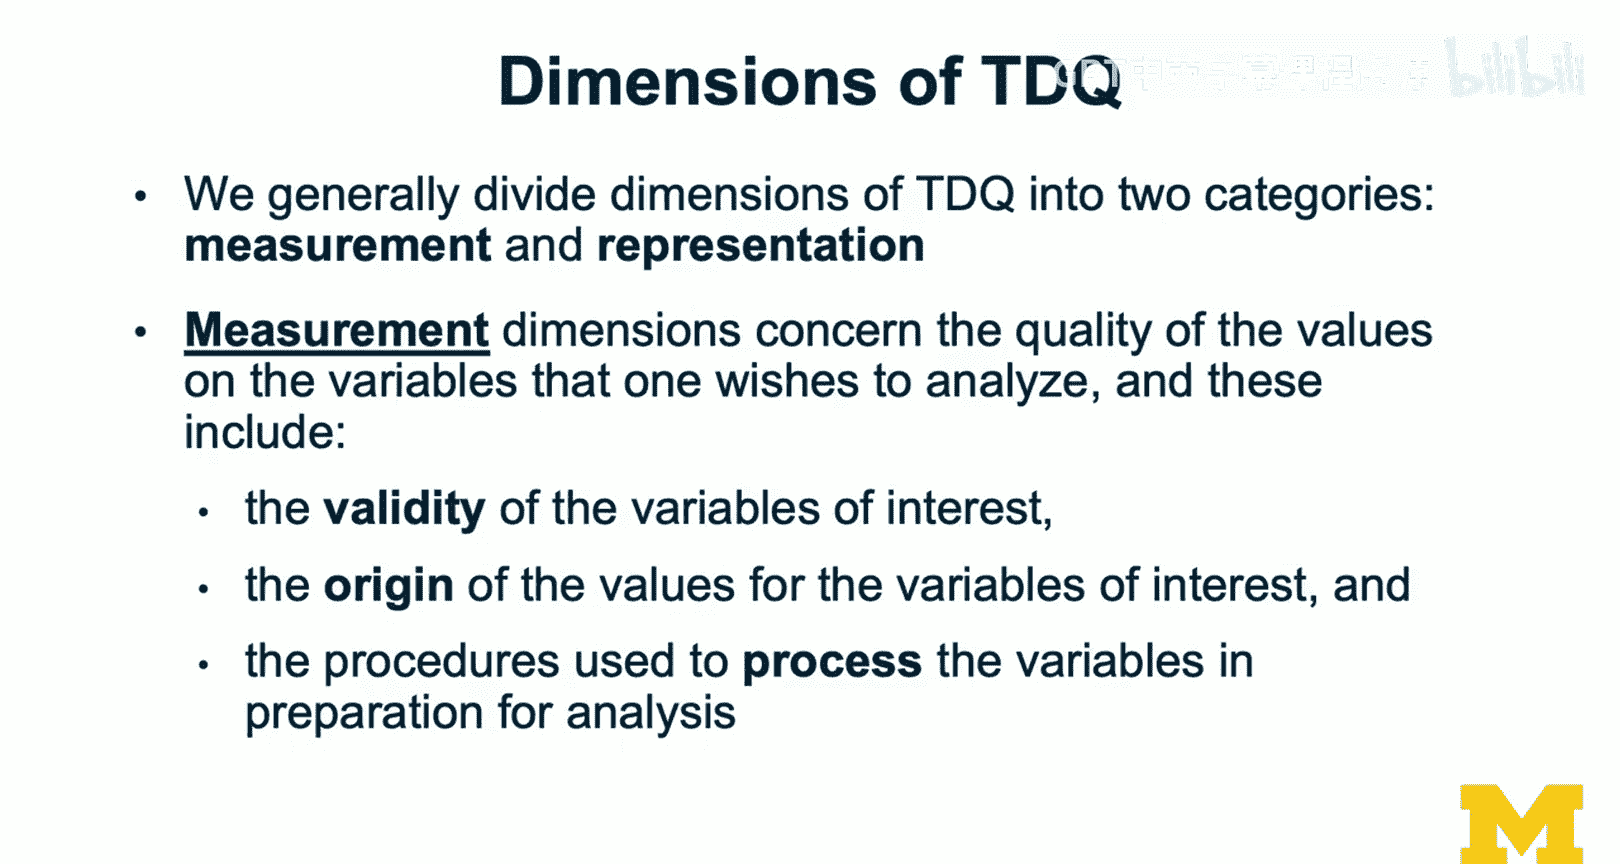 Dimensions of TDQ
bilibili
• We generally divide dimensions of TDQ into two categories:
measurement and representation
• Measurement dimensions concern the quality of the values
on the variables that one wishes to analyze, and these
include:
• the validity of the variables of interest,
• the origin of the values for the variables of interest, and
• the procedures used to process the variables in
preparation for analysis
M